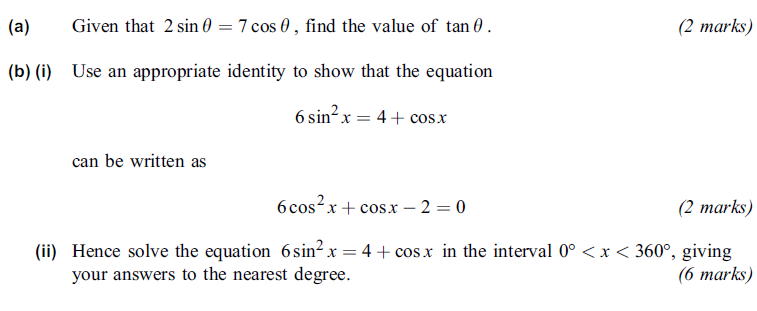 (a) Given that 2 sin θ = 7 cos θ , find the value of tan θ . (2 marks)
(b) (i) Use an appropriate identity to show that the equation
6 sin² x = 4 + cos x
can be written as
6 cos² x + cos x − 2 = 0 (2 marks)
(ii) Hence solve the equation 6 sin² x = 4 + cos x in the interval 0° < x < 360°, giving
your answers to the nearest degree. (6 marks)